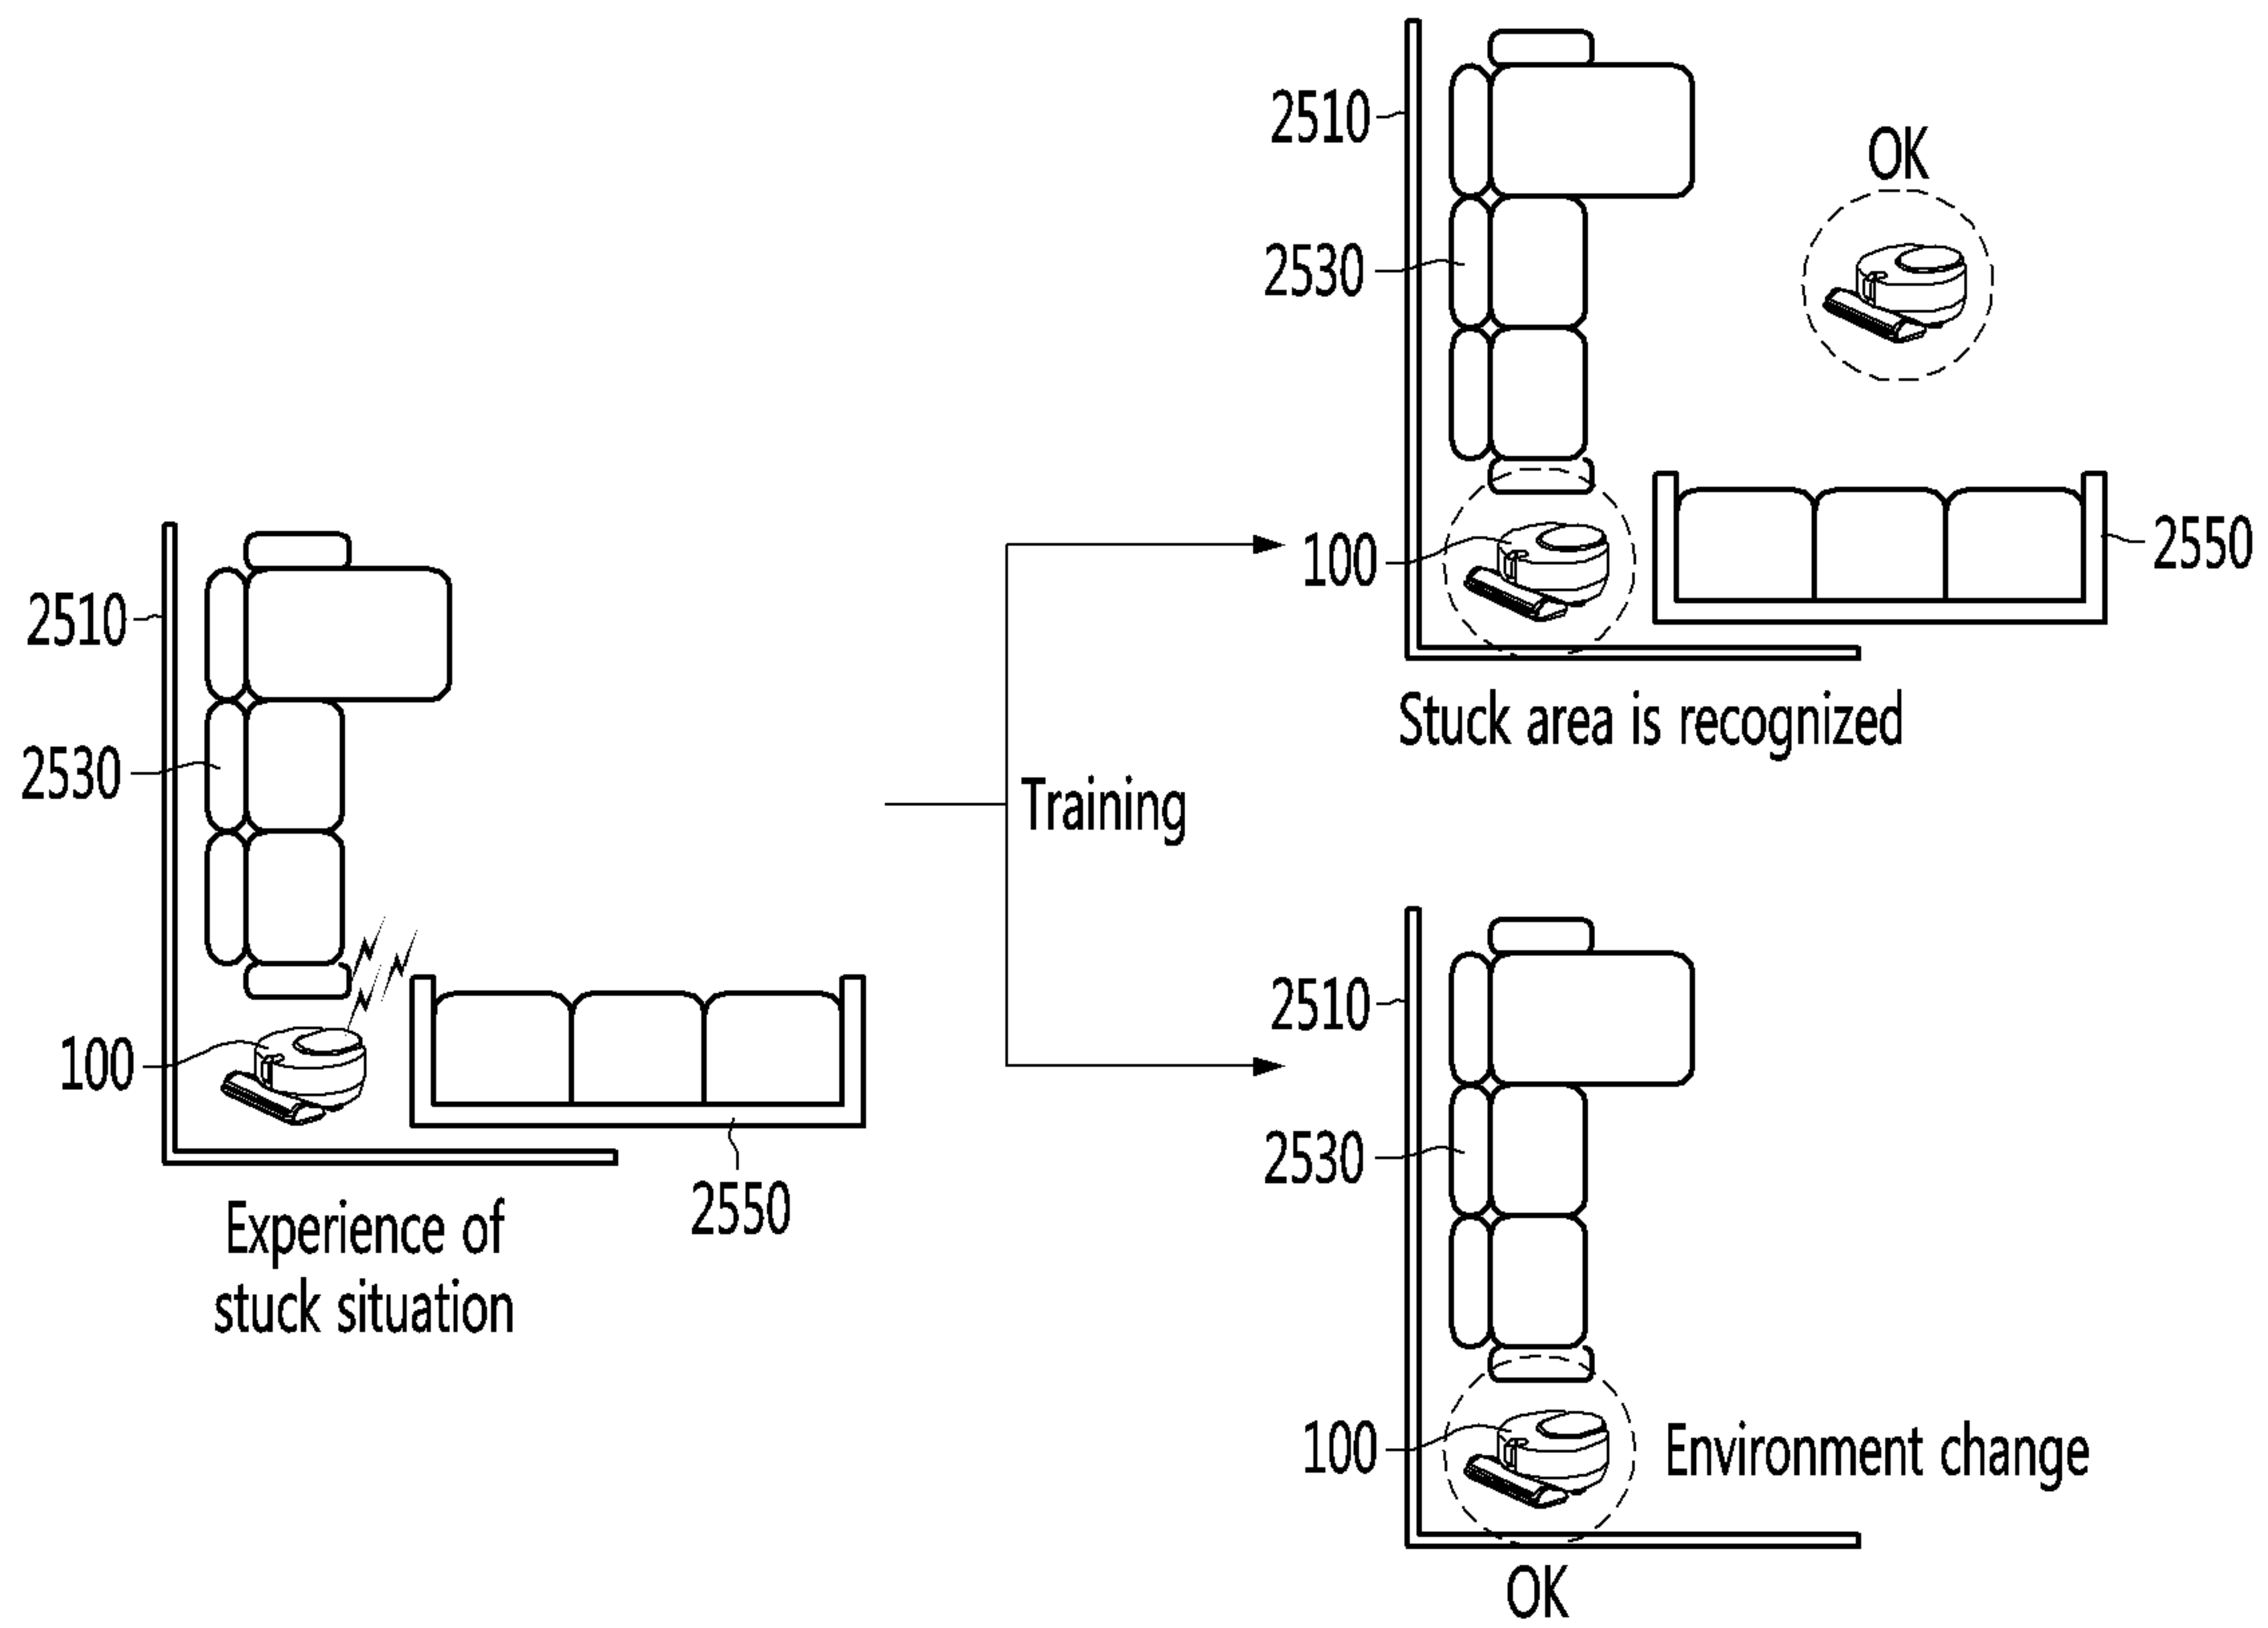 2510
2530
100
2550
Experience of
stuck situation
Training
2510
OK
2530
100
2550
Stuck area is recognized
2510
2530
100
Environment change
OK